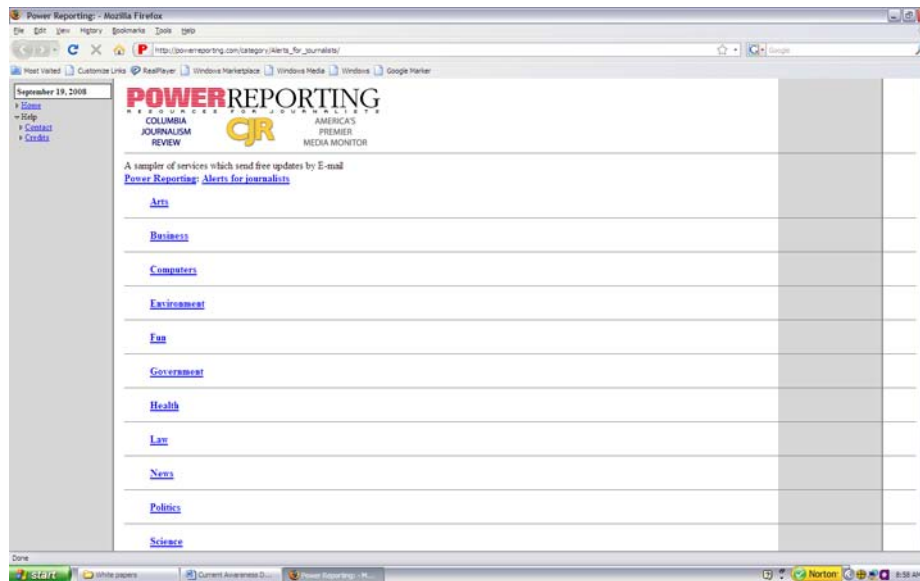 Power Reporting: - Mozilla Firefox
File Edit View History Bookmarks Tools Help
http://powerreporting.com/category/Alerts_for_journalists/
Google
Most Visited Customize Links RealPlayer Windows Marketplace Windows Media Windows Google Marker
September 19, 2008
Home
Help
Contact
Credits
POWERREPORTING
RESOURCES FOR JOURNALISTS
COLUMBIA JOURNALISM REVIEW
CJR
AMERICA'S PREMIER MEDIA MONITOR
A sampler of services which send free updates by E-mail
Power Reporting: Alerts for journalists
Arts
Business
Computers
Environment
Fun
Government
Health
Law
News
Politics
Science
Done
start White papers Current Awareness D... Power Reporting: - M... Norton 8:58 AM